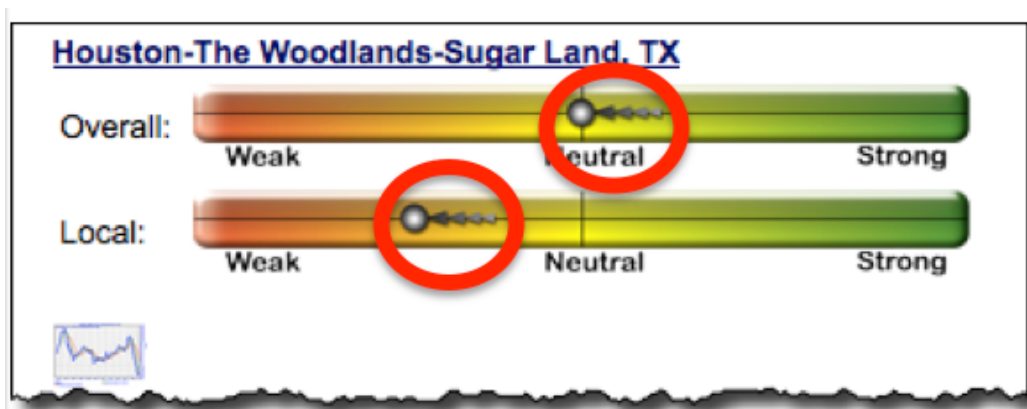 Houston-The Woodlands-Sugar Land, TX
Overall:
Weak Neutral Strong
Local:
Weak Neutral Strong